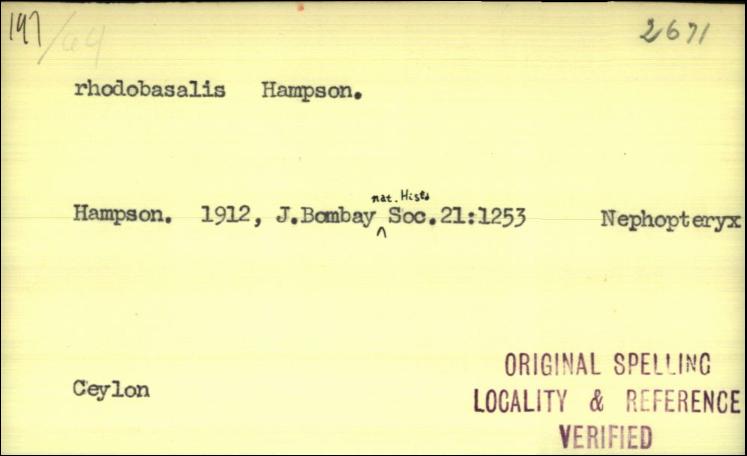 197/64 2671
rhodobasalis Hampson.
nat. Hist.
Hampson. 1912, J.Bombay ^ Soc.21:1253 Nephopteryx
Ceylon
ORIGINAL SPELLING
LOCALITY & REFERENCE
VERIFIED